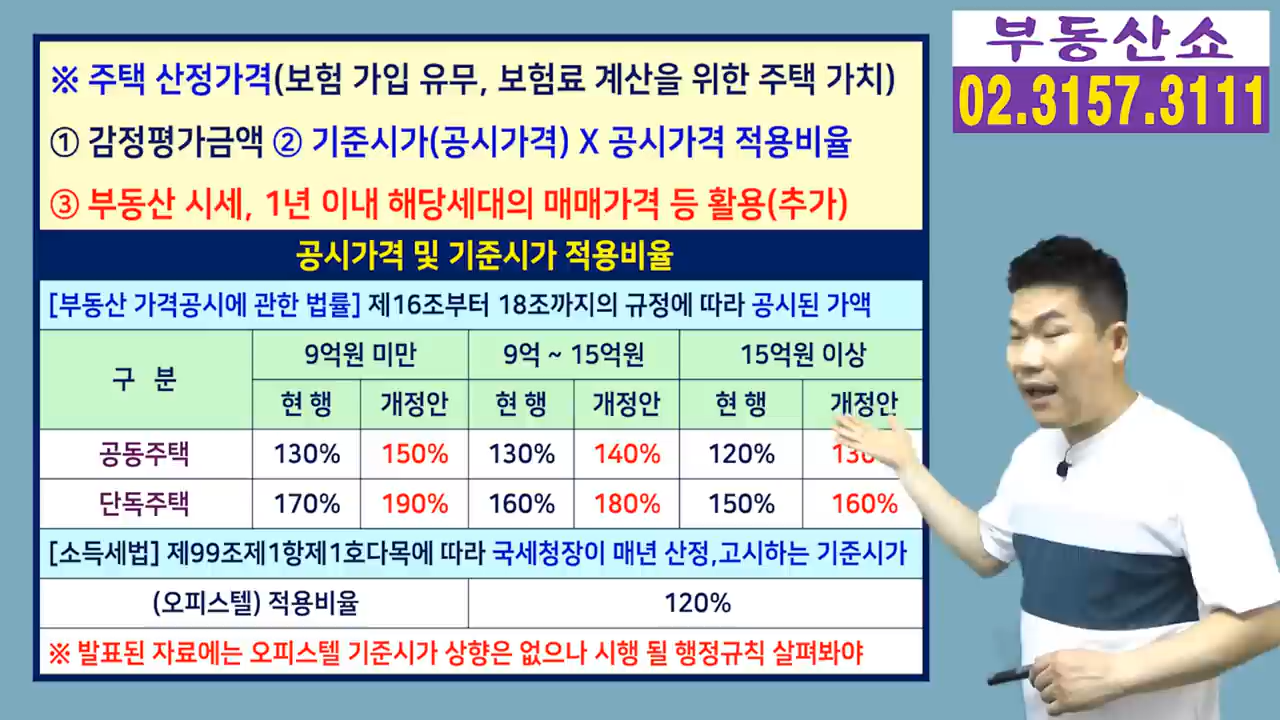 부동산쇼
02.3157.3111
※ 주택 산정가격(보험 가입 유무, 보험료 계산을 위한 주택 가치)
① 감정평가금액 ② 기준시가(공시가격) X 공시가격 적용비율
③ 부동산 시세, 1년 이내 해당세대의 매매가격 등 활용(추가)
공시가격 및 기준시가 적용비율
[부동산 가격공시에 관한 법률] 제16조부터 18조까지의 규정에 따라 공시된 가액
구 분 9억원 미만 9억 ~ 15억원 15억원 이상
현 행 개정안 현 행 개정안 현 행 개정안
공동주택 130% 150% 130% 140% 120%
단독주택 170% 190% 160% 180% 150% 160%
[소득세법] 제99조제1항제1호다목에 따라 국세청장이 매년 산정,고시하는 기준시가
(오피스텔) 적용비율 120%
※ 발표된 자료에는 오피스텔 기준시가 상향은 없으나 시행 될 행정규칙 살펴봐야